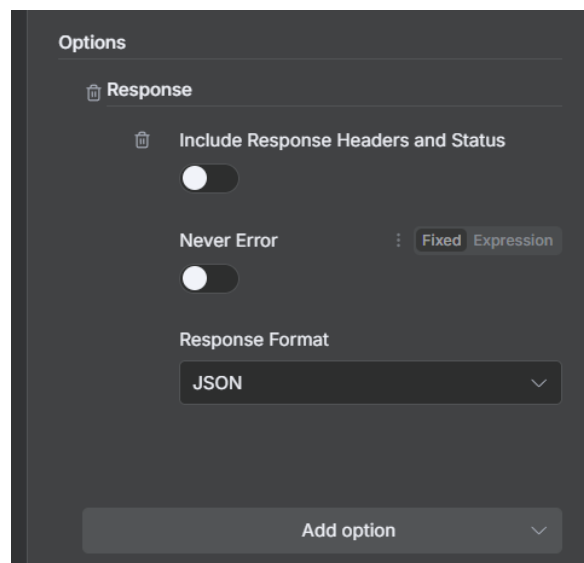 Options
Response
Include Response Headers and Status
Never Error
Fixed Expression
Response Format
JSON
Add option